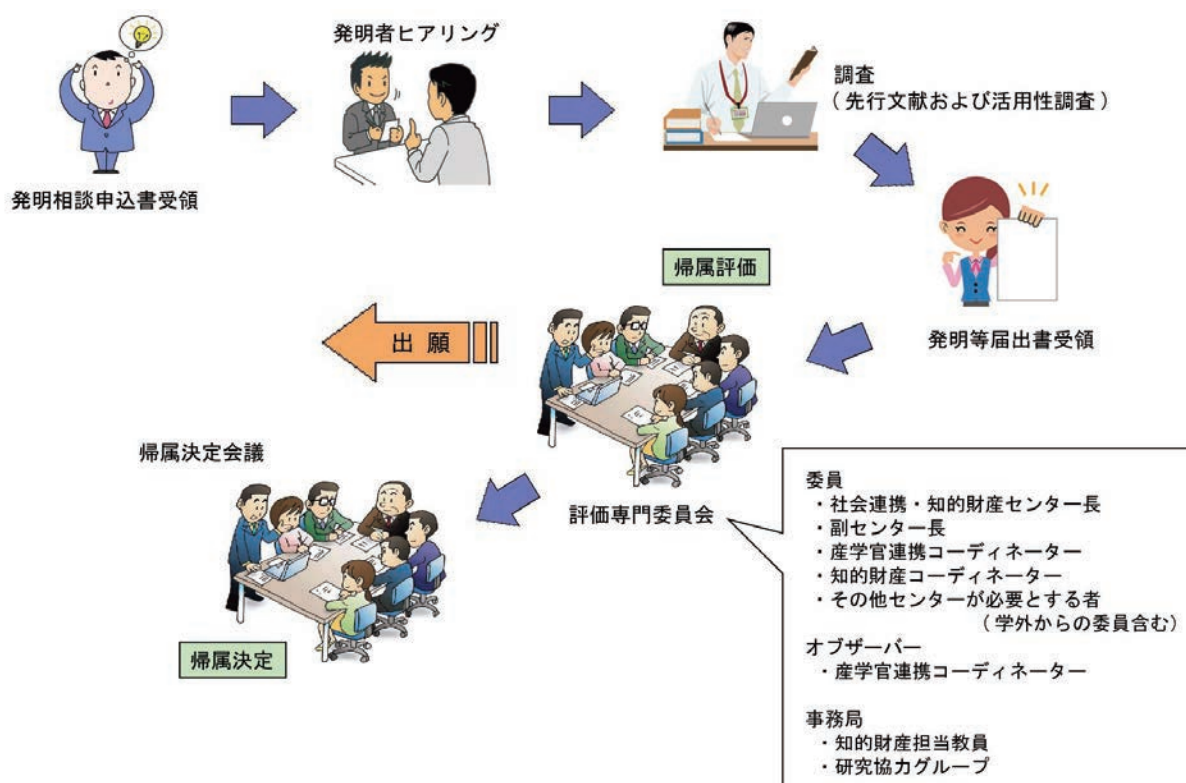 発明相談申込書受領
発明者ヒアリング
調査
(先行文献および活用性調査)
発明等届出書受領
帰属評価
評価専門委員会
出願
帰属決定会議
帰属決定
委員
・社会連携・知的財産センター長
・副センター長
・産学官連携コーディネーター
・知的財産コーディネーター
・その他センターが必要とする者
(学外からの委員含む)
オブザーバー
・産学官連携コーディネーター
事務局
・知的財産担当教員
・研究協力グループ